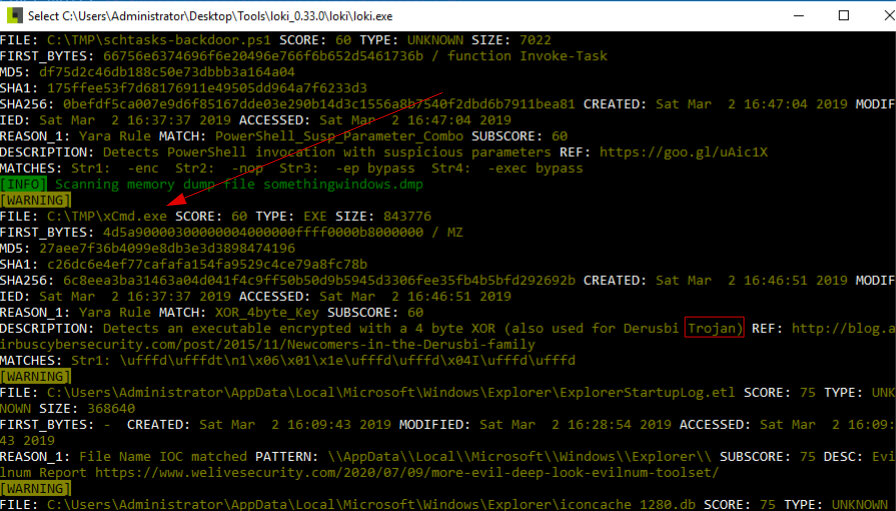 Select C:\Users\Administrator\Desktop\Tools\loki_0.33.0\loki\loki.exe
FILE: C:\TMP\schtasks-backdoor.ps1 SCORE: 60 TYPE: UNKNOWN SIZE: 7022
FIRST_BYTES: 66756e6374696f6e20496e766f6b652d5461736b / function Invoke-Task
MD5: df75d2c46db188c50e73dbbb3a164a04
SHA1: 175ffee53f7d68176911e49505dd964a7f6233d3
SHA256: 0befdf5ca007e9d6f85167dde03e290b14d3c1556a8b7540f2dbd6b7911bea81 CREATED: Sat Mar  2 16:47:04 2019 MODIF
IED: Sat Mar  2 16:37:37 2019 ACCESSED: Sat Mar  2 16:47:04 2019
REASON_1: Yara Rule MATCH: PowerShell_Susp_Parameter_Combo SUBSCORE: 60
DESCRIPTION: Detects PowerShell invocation with suspicious parameters REF: https://goo.gl/uAic1X
MATCHES: Str1:  -enc  Str2:  -nop  Str3:  -ep bypass  Str4:  -exec bypass
[INFO] Scanning memory dump file somethingwindows.dmp
[WARNING]
FILE: C:\TMP\xCmd.exe SCORE: 60 TYPE: EXE SIZE: 843776
FIRST_BYTES: 4d5a90000300000004000000ffff0000b8000000 / MZ
MD5: 27aee7f36b4099e8db3e3d3898474196
SHA1: c26dc6e4ef77cafafa154fa9529c4ce79a8fc78b
SHA256: 6c8eea3ba31463a04d041f4c9ff50b50d9b5945d3306fee35fb4b5bfd292692b CREATED: Sat Mar  2 16:46:51 2019 MODIF
IED: Sat Mar  2 16:37:37 2019 ACCESSED: Sat Mar  2 16:46:51 2019
REASON_1: Yara Rule MATCH: XOR_4byte_Key SUBSCORE: 60
DESCRIPTION: Detects an executable encrypted with a 4 byte XOR (also used for Derusbi Trojan) REF: http://blog.a
irbuscybersecurity.com/post/2015/11/Newcomers-in-the-Derusbi-family
MATCHES: Str1: \ufffd\ufffdt\n1\x06\x01\x1e\ufffd\ufffd\x04I\ufffd\ufffd
[WARNING]
FILE: C:\Users\Administrator\AppData\Local\Microsoft\Windows\Explorer\ExplorerStartupLog.etl SCORE: 75 TYPE: UNK
NOWN SIZE: 368640
FIRST_BYTES: -  CREATED: Sat Mar  2 16:09:43 2019 MODIFIED: Sat Mar  2 16:28:54 2019 ACCESSED: Sat Mar  2 16:09:
43 2019
REASON_1: File Name IOC matched PATTERN: \\AppData\\Local\\Microsoft\\Windows\\Explorer\\ SUBSCORE: 75 DESC: Evi
lnum Report https://www.welivesecurity.com/2020/07/09/more-evil-deep-look-evilnum-toolset/
[WARNING]
FILE: C:\Users\Administrator\AppData\Local\Microsoft\Windows\Explorer\iconcache_1280.db SCORE: 75 TYPE: UNKNOWN